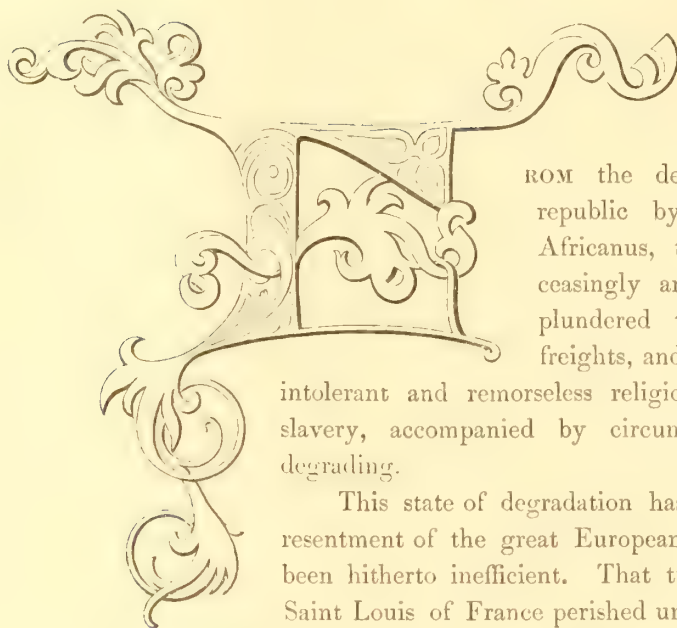 FROM the de
republic by
Africanus, t
ceasingly an
plundered t
freights, and
intolerant and remorseless religio
slavery, accompanied by circum
degrading.
This state of degradation has
resentment of the great European
been hitherto inefficient. That t
Saint Louis of France perished un